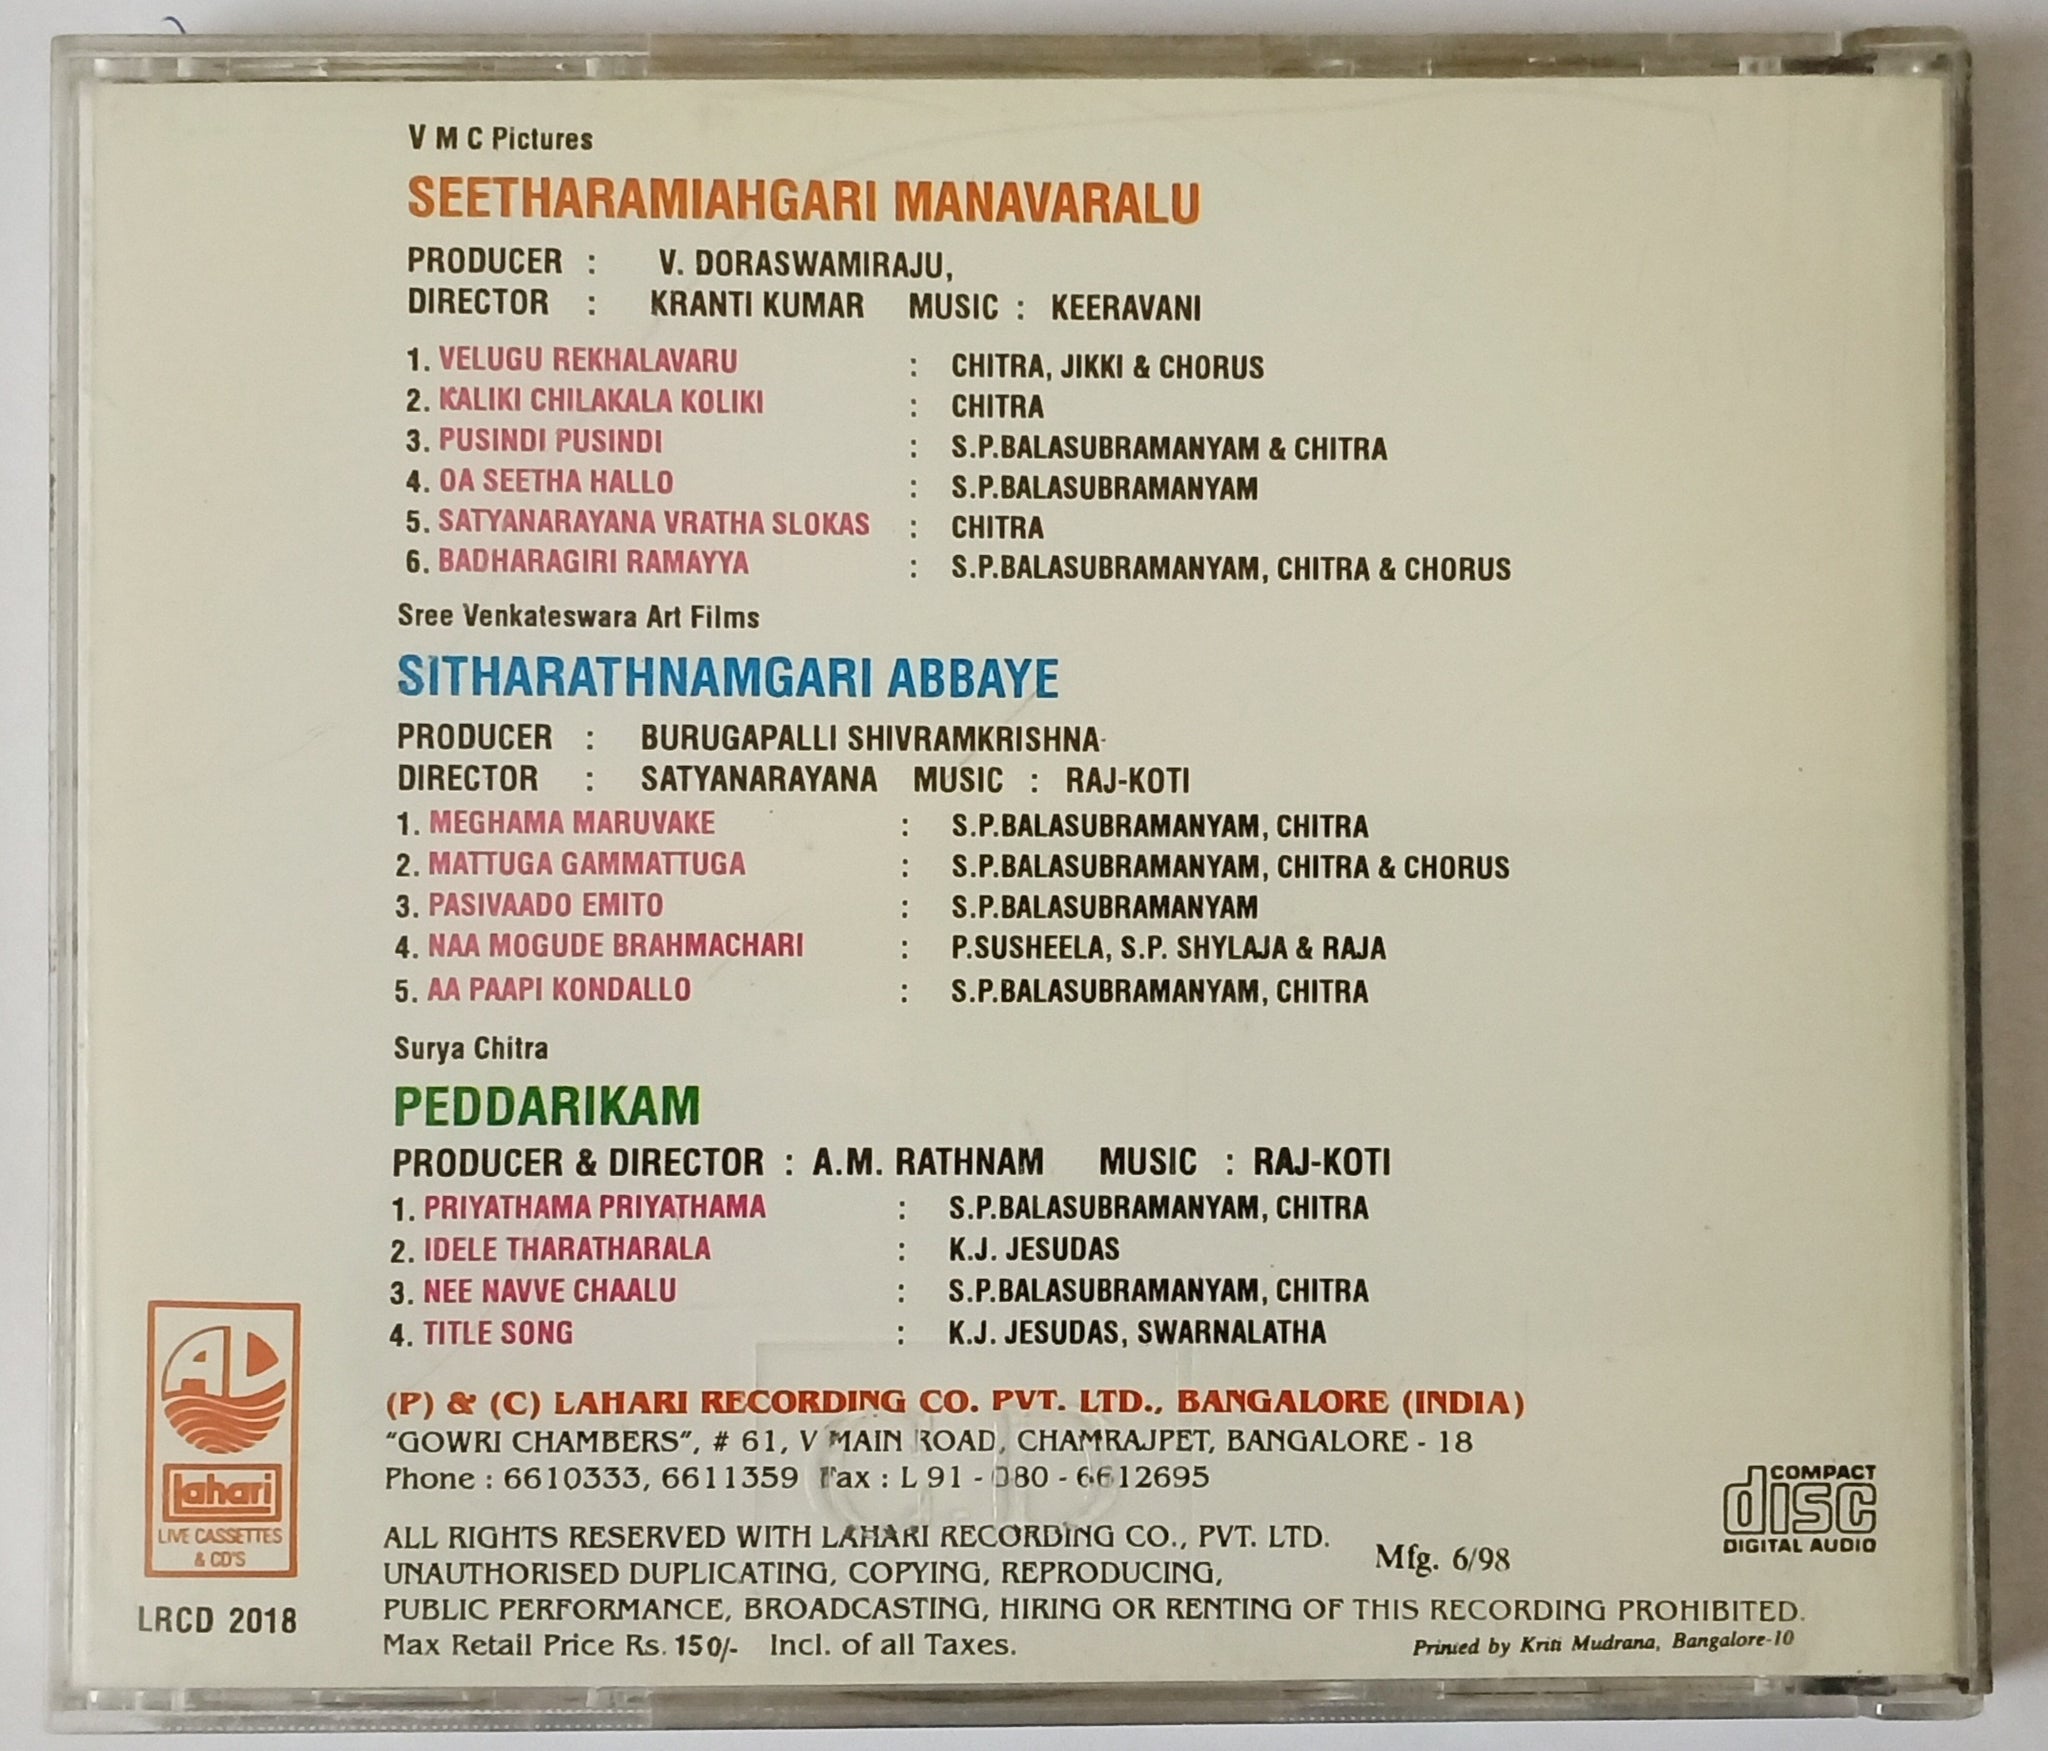 V M C Pictures
SEETHARAMIAHGARI MANAVARALU
PRODUCER : V. DORASWAMIRAJU,
DIRECTOR : KRANTI KUMAR MUSIC : KEERAVANI
1. VELUGU REKHALAVARU : CHITRA, JIKKI & CHORUS
2. KALIKI CHILAKALA KOLIKI : CHITRA
3. PUSINDI PUSINDI : S.P.BALASUBRAMANYAM & CHITRA
4. OA SEETHA HALLO : S.P.BALASUBRAMANYAM
5. SATYANARAYANA VRATHA SLOKAS : CHITRA
6. BADHARAGIRI RAMAYYA : S.P.BALASUBRAMANYAM, CHITRA & CHORUS
Sree Venkateswara Art Films
SITHARATHNAMGARI ABBAYE
PRODUCER : BURUGAPALLI SHIVRAMKRISHNA
DIRECTOR : SATYANARAYANA MUSIC : RAJ-KOTI
1. MEGHAMA MARUVAKE : S.P.BALASUBRAMANYAM, CHITRA
2. MATTUGA GAMMATTUGA : S.P.BALASUBRAMANYAM, CHITRA & CHORUS
3. PASIVAADO EMITO : S.P.BALASUBRAMANYAM
4. NAA MOGUDE BRAHMACHARI : P.SUSHEELA, S.P. SHYLAJA & RAJA
5. AA PAAPI KONDALLO : S.P.BALASUBRAMANYAM, CHITRA
Surya Chitra
PEDDARIKAM
PRODUCER & DIRECTOR : A.M. RATHNAM MUSIC : RAJ-KOTI
1. PRIYATHAMA PRIYATHAMA : S.P.BALASUBRAMANYAM, CHITRA
2. IDELE THARATHARALA : K.J. JESUDAS
3. NEE NAVVE CHAALU : S.P.BALASUBRAMANYAM, CHITRA
4. TITLE SONG : K.J. JESUDAS, SWARNALATHA
(P) & (C) LAHARI RECORDING CO. PVT. LTD., BANGALORE (INDIA)
"GOWRI CHAMBERS", # 61, V MAIN ROAD, CHAMRAJPET, BANGALORE - 18
Phone : 6610333, 6611359 Fax : L 91 - 080 - 6612695
ALL RIGHTS RESERVED WITH LAHARI RECORDING CO., PVT. LTD.
UNAUTHORISED DUPLICATING, COPYING, REPRODUCING,
PUBLIC PERFORMANCE, BROADCASTING, HIRING OR RENTING OF THIS RECORDING PROHIBITED.
Max Retail Price Rs. 150/- Incl. of all Taxes.
Mfg. 6/98
Printed by Kriti Mudrana, Bangalore-10
lahari
LIVE CASSETTES
& CD'S
LRCD 2018
COMPACT
disc
DIGITAL AUDIO
CD